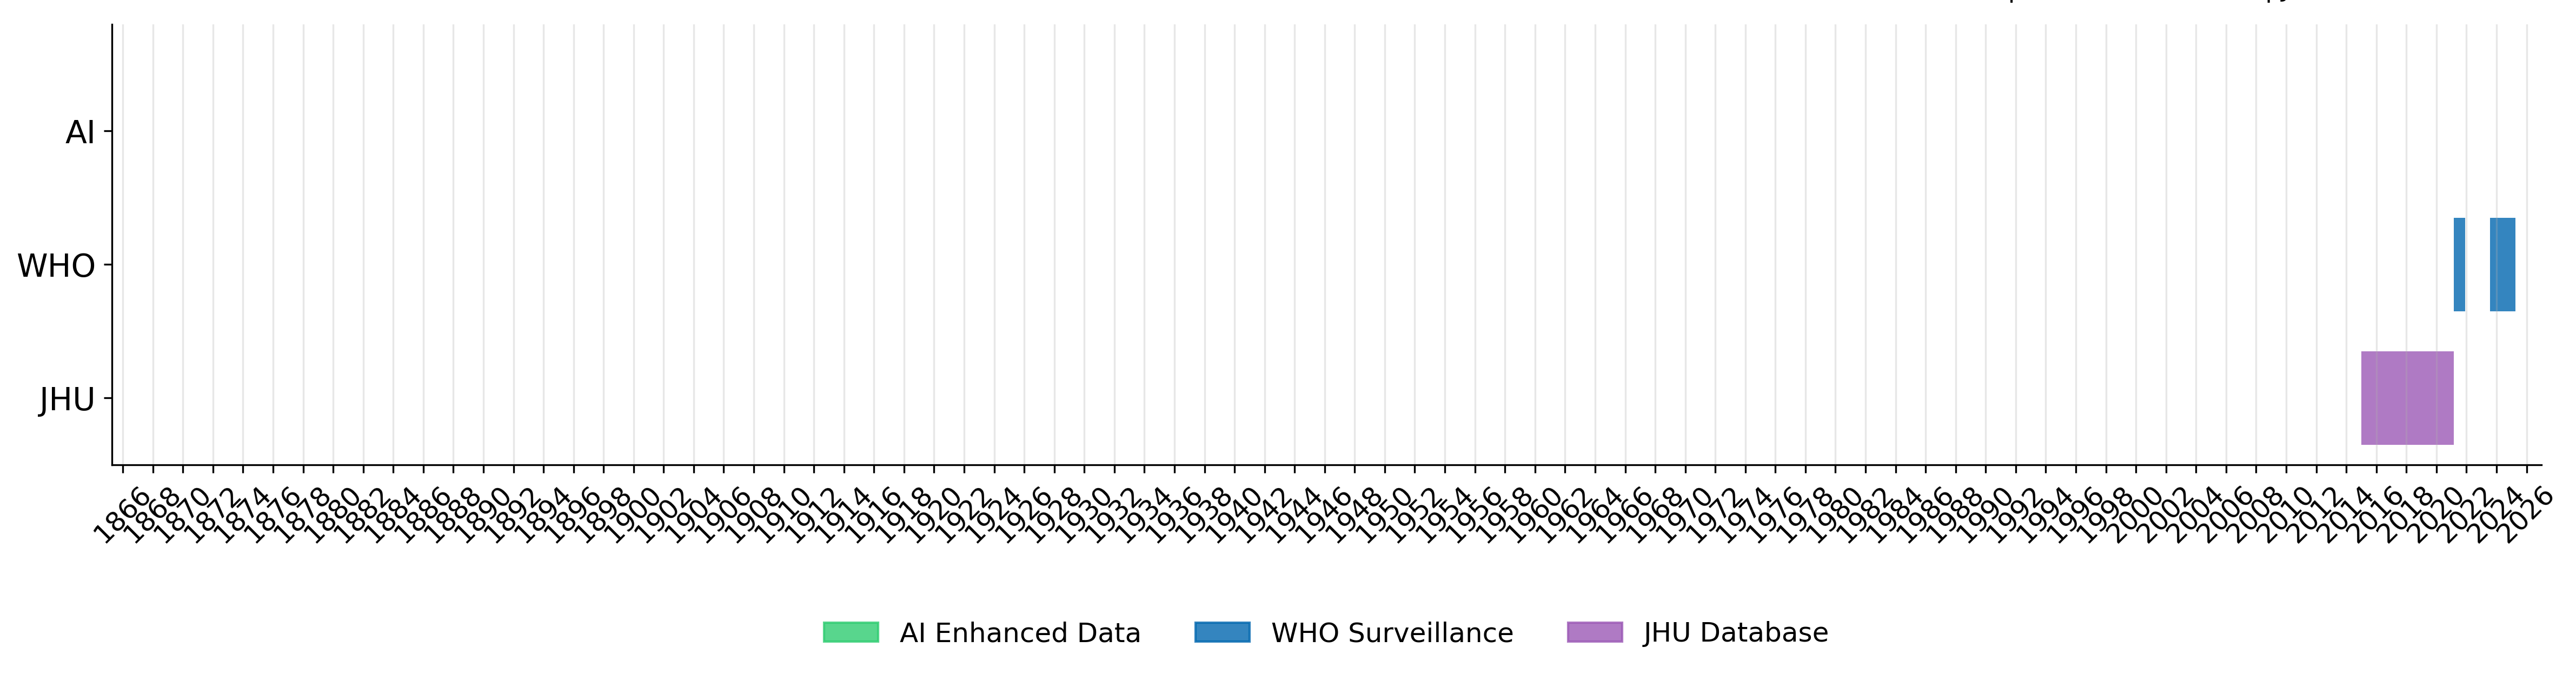 AI
WHO
JHU
1866 1868 1870 1872 1874 1876 1878 1880 1882 1884 1886 1888 1890 1892 1894 1896 1898 1900 1902 1904 1906 1908 1910 1912 1914 1916 1918 1920 1922 1924 1926 1928 1930 1932 1934 1936 1938 1940 1942 1944 1946 1948 1950 1952 1954 1956 1958 1960 1962 1964 1966 1968 1970 1972 1974 1976 1978 1980 1982 1984 1986 1988 1990 1992 1994 1996 1998 2000 2002 2004 2006 2008 2010 2012 2014 2016 2018 2020 2022 2024 2026
AI Enhanced Data WHO Surveillance JHU Database